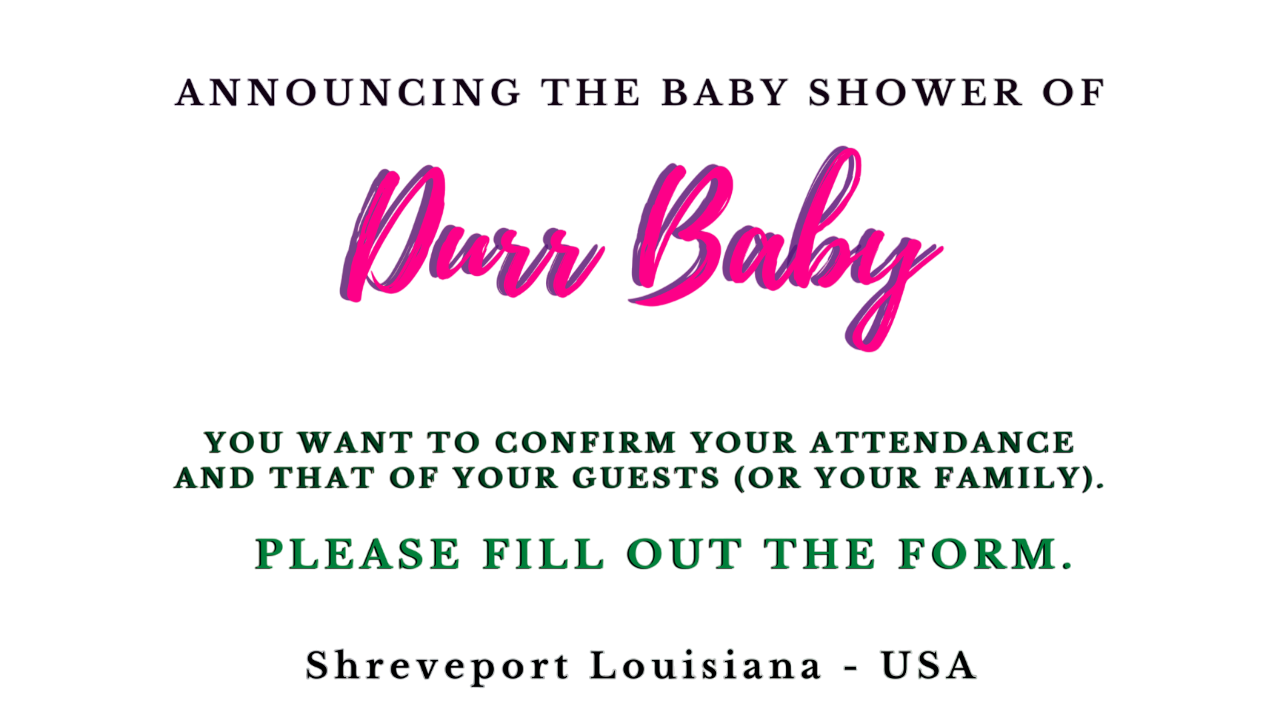 ANNOUNCING THE BABY SHOWER OF
Durr Baby
YOU WANT TO CONFIRM YOUR ATTENDANCE
AND THAT OF YOUR GUESTS (OR YOUR FAMILY).
PLEASE FILL OUT THE FORM.
Shreveport Louisiana - USA